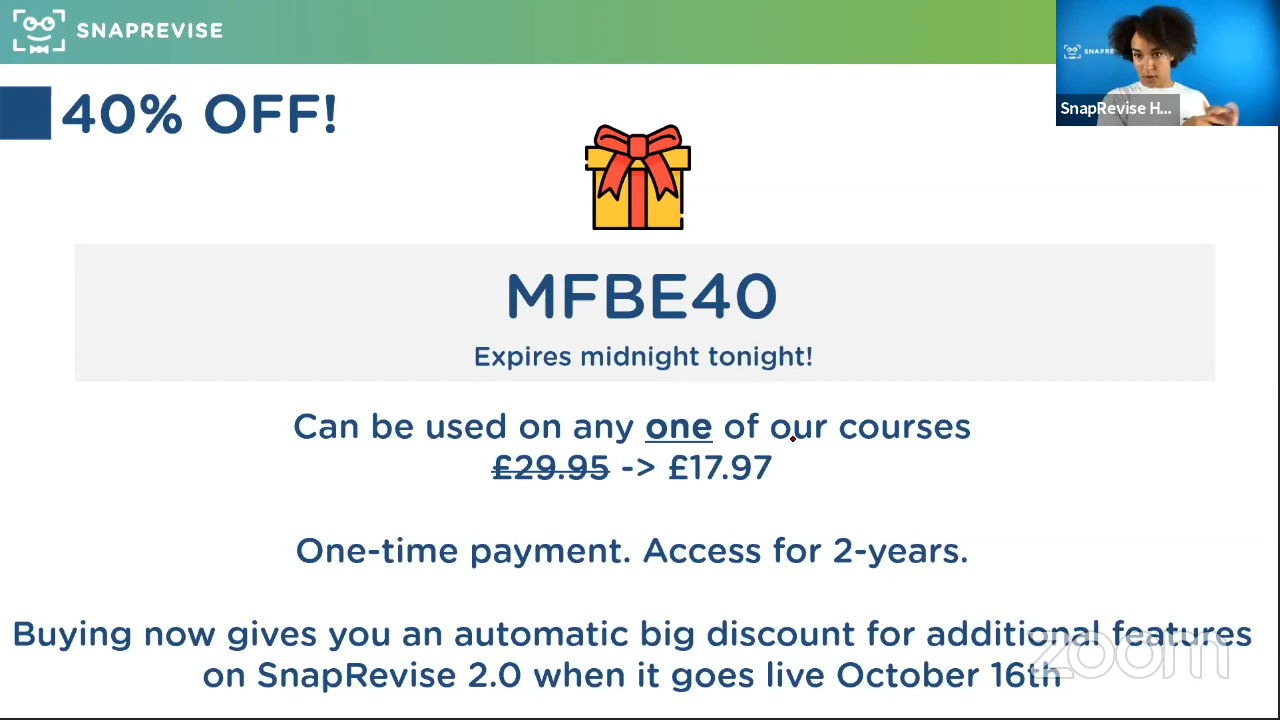 SNAPREVISE
SNAPRE
SnapRevise H...
40% OFF!
MFBE40
Expires midnight tonight!
Can be used on any one of our courses
£29.95 -> £17.97
One-time payment. Access for 2-years.
Buying now gives you an automatic big discount for additional features
on SnapRevise 2.0 when it goes live October 16th
zoom